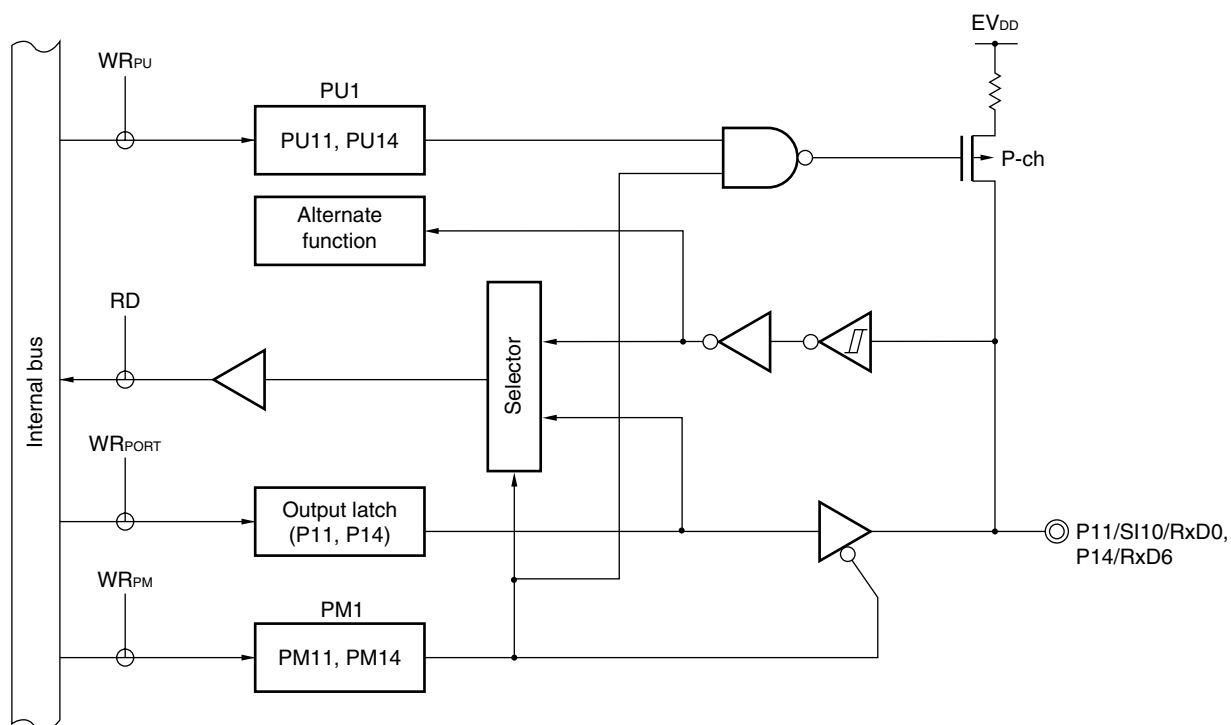 EVDD
WRPU
PU1
PU11, PU14
P-ch
Alternate
function
RD
Selector
Internal bus
WRPORT
Output latch
(P11, P14)
P11/SI10/RxD0,
P14/RxD6
WRPM
PM1
PM11, PM14